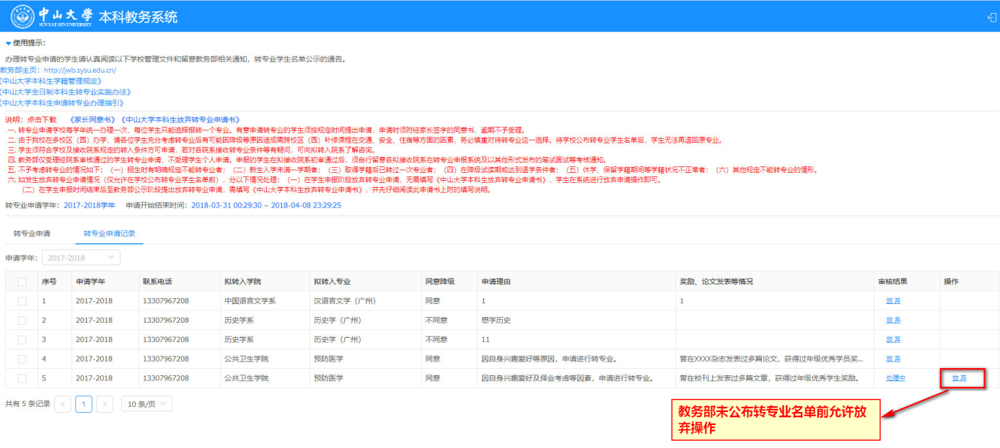 中山大学 本科教务系统
SUN YAT-SEN UNIVERSITY
使用提示：
办理转专业申请的学生请认真阅读以下学校管理文件和留意教务部相关通知，转专业学生名单公示的通告。
教务部主页：http://jwb.sysu.edu.cn/
《中山大学本科生学籍管理规定》
《中山大学全日制本科生转专业实施办法》
《中山大学本科生申请转专业办理指引》
说明：点击下载 《家长同意书》 《中山大学本科生放弃转专业申请书》
一. 转专业申请学校每学年统一办理一次，每位学生只能选择报转一个专业。有意申请转专业的学生须按规定时间提出申请，申请时须附经家长签字的同意书，逾期不予受理。
二. 由于我校在多校区（园）办学，请各位学生充分考虑转专业后有可能因降级等原因造成需跨校区（园）补修课程在交通、安全、住宿等方面的因素，务必慎重对待转专业这一选择。待学校公布转专业学生名单后，学生无法再退回原专业。
三. 学生须符合学校及接收院系规定的转入条件方可申请，若对各院系接收转专业条件等有疑问，可向拟转入院系了解咨询。
四. 教务部仅受理经院系审核通过的学生转专业申请，不受理学生个人申请。申报的学生在拟接收院系初审通过后，须自行留意各拟接收院系在转专业申报系统及以其他形式发布的笔试面试等考核通知。
五. 不予考虑转专业的情况如下：（一）招生时有明确规定不能转专业者；（二）新生入学未满一学期者；（三）取得学籍后已转过一次专业者；（四）在降级试读期或达到退学条件者；（五）休学、保留学籍期间等学籍状况不正常者；（六）其他规定不能转专业的情形。
六. 如发生放弃转专业申请情况（仅允许在学校公布转专业学生名单前），分以下情况处理：（一）在学生申报阶段放弃转专业申请，无需填写《中山大学本科生放弃转专业申请书》，学生在系统进行放弃申请操作即可。
（二）在学生申报时间结束后至教务部公示阶段提出放弃转专业申请，需填写《中山大学本科生放弃转专业申请书》，并先仔细阅读此申请书上附的填写说明。
转专业申请学年：2017-2018学年 申请开始结束时间：2018-03-31 00:29:30 ~ 2018-04-08 23:29:25
转专业申请 转专业申请记录
申请学年： 2017-2018
序号 申请学年 联系电话 拟转入学院 拟转入专业 同意降级 申请理由 奖励、论文发表等情况 审核结果 操作
1 2017-2018 13307967208 中国语言文学系 汉语言文学（广州） 同意 1 1 放弃
2 2017-2018 13307967208 历史学系 历史学（广州） 不同意 想学历史 放弃
3 2017-2018 13307967208 历史学系 历史学（广州） 不同意 11 放弃
4 2017-2018 13307967208 公共卫生学院 预防医学 同意 因自身兴趣爱好等原因，申请进行转专业。 曾在XXXX杂志发表过多篇论文，获得过年级优秀学员奖... 放弃
5 2017-2018 13307967208 公共卫生学院 预防医学 同意 因自身兴趣爱好及择业考虑等因素，申请进行转专业。 曾在校刊上发表过多篇文章，获得过年级优秀学生奖励。 处理中 放弃
共有 5 条记录 < 1 > 10 条/页
教务部未公布转专业名单前允许放
弃操作